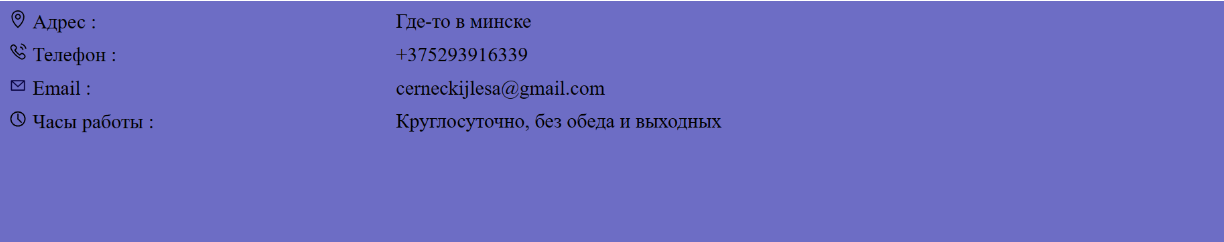 Адрес : Где-то в минске
Телефон : +375293916339
Email : cerneckijlesa@gmail.com
Часы работы : Круглосуточно, без обеда и выходных